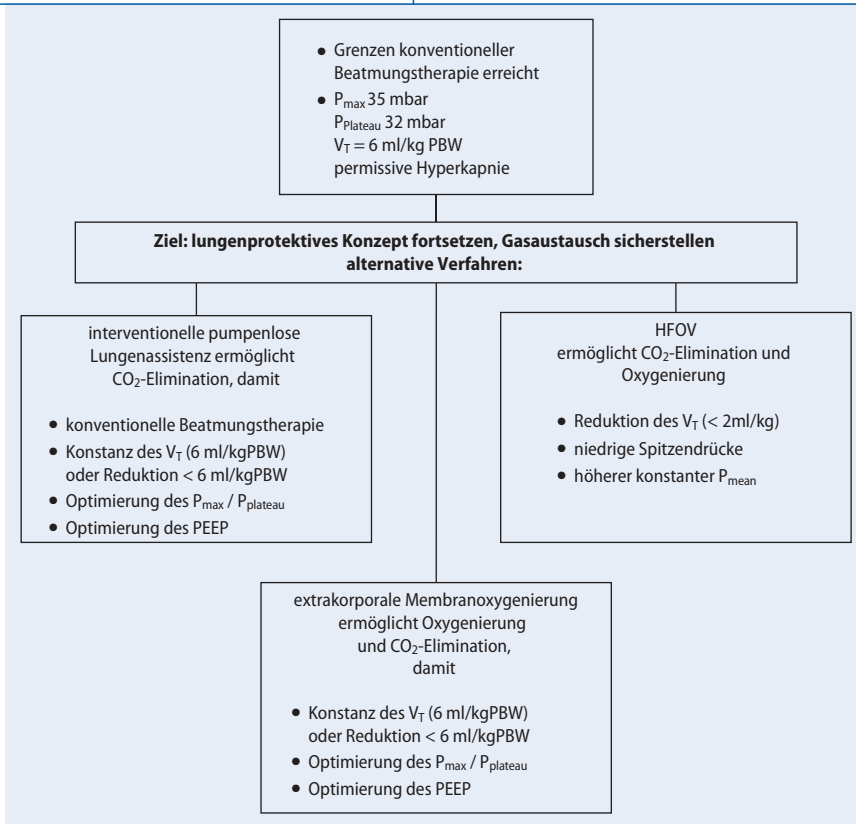 • Grenzen konventioneller
Beatmungstherapie erreicht
• Pmax 35 mbar
PPlateau 32 mbar
VT = 6 ml/kg PBW
permissive Hyperkapnie
Ziel: lungenprotektives Konzept fortsetzen, Gasaustausch sicherstellen
alternative Verfahren:
interventionelle pumpenlose
Lungenassistenz ermöglicht
CO2-Elimination, damit
• konventionelle Beatmungstherapie
• Konstanz des VT (6 ml/kgPBW)
oder Reduktion < 6 ml/kgPBW
• Optimierung des Pmax / Pplateau
• Optimierung des PEEP
HFOV
ermöglicht CO2-Elimination und
Oxygenierung
• Reduktion des VT (< 2ml/kg)
• niedrige Spitzendrücke
• höherer konstanter Pmean
extrakorporale Membranoxygenierung
ermöglicht Oxygenierung
und CO2-Elimination,
damit
• Konstanz des VT (6 ml/kgPBW)
oder Reduktion < 6 ml/kgPBW
• Optimierung des Pmax / Pplateau
• Optimierung des PEEP